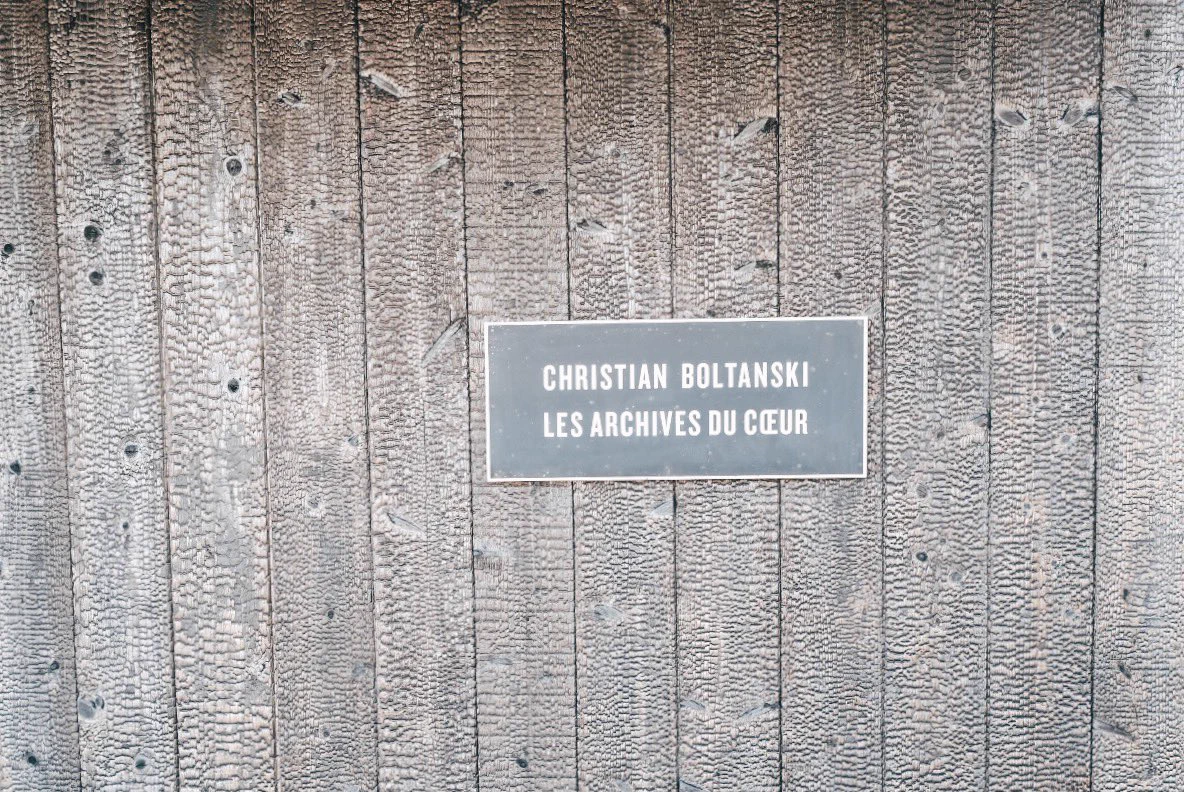 CHRISTIAN BOLTANSKI
LES ARCHIVES DU CŒUR